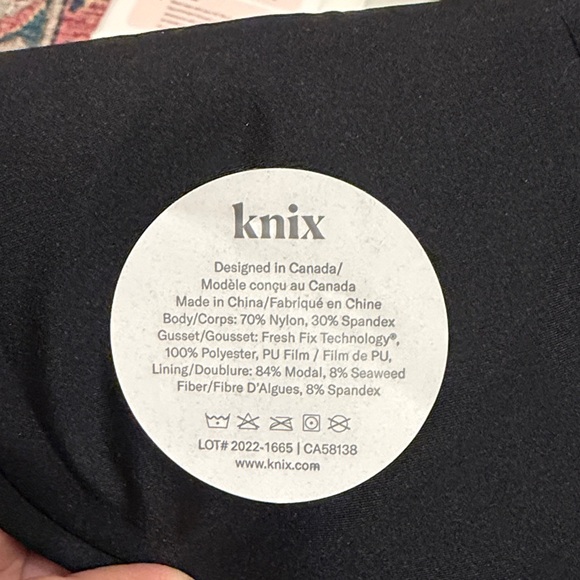 knix
Designed in Canada/
Modèle conçu au Canada
Made in China/Fabriqué en Chine
Body/Corps: 70% Nylon, 30% Spandex
Gusset/Gousset: Fresh Fix Technology®,
100% Polyester, PU Film / Film de PU,
Lining/Doublure: 84% Modal, 8% Seaweed
Fiber/Fibre D'Algues, 8% Spandex
LOT# 2022-1665 | CA58138
www.knix.com